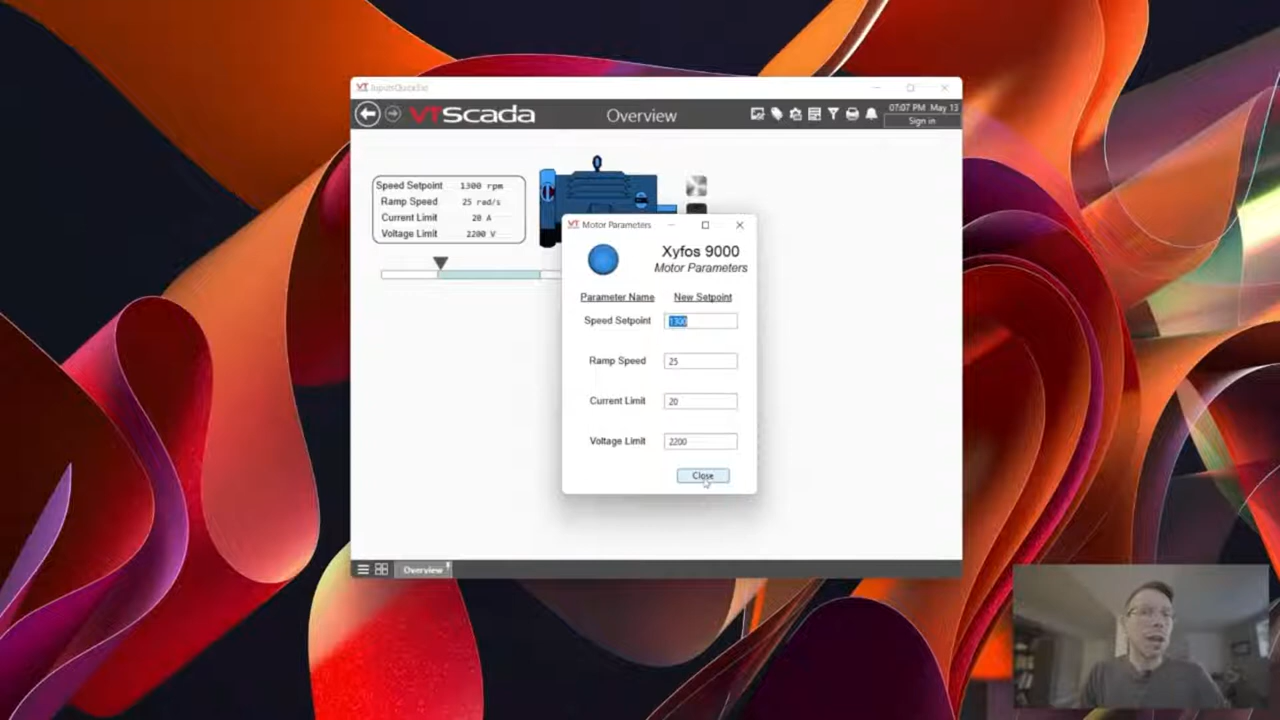 VTScada
Overview
07:07 PM May 13
Sign in
Speed Setpoint 1300 rpm
Ramp Speed 25 rad/s
Current Limit 20 A
Voltage Limit 2200 V
VT Motor Parameters
Xyfos 9000
Motor Parameters
Parameter Name New Setpoint
Speed Setpoint 1300
Ramp Speed 25
Current Limit 20
Voltage Limit 2200
Close
Overview